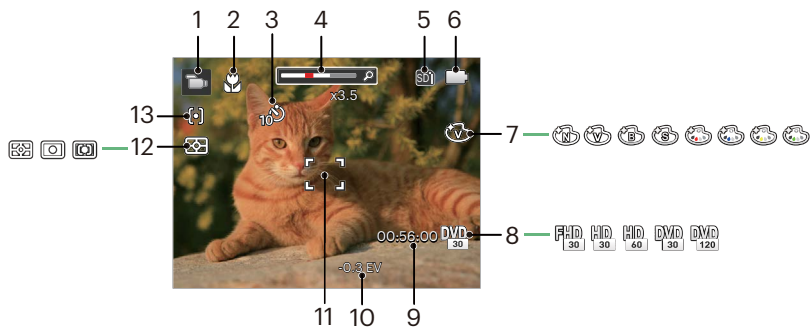 1 2 3 4 5 6
SD
x3.5
13
10
V
7
N V B S
12
00:56:00
DVD
30
8
FHD HD HD DVD DVD
30 30 60 30 120
-0.3 EV
11 10 9